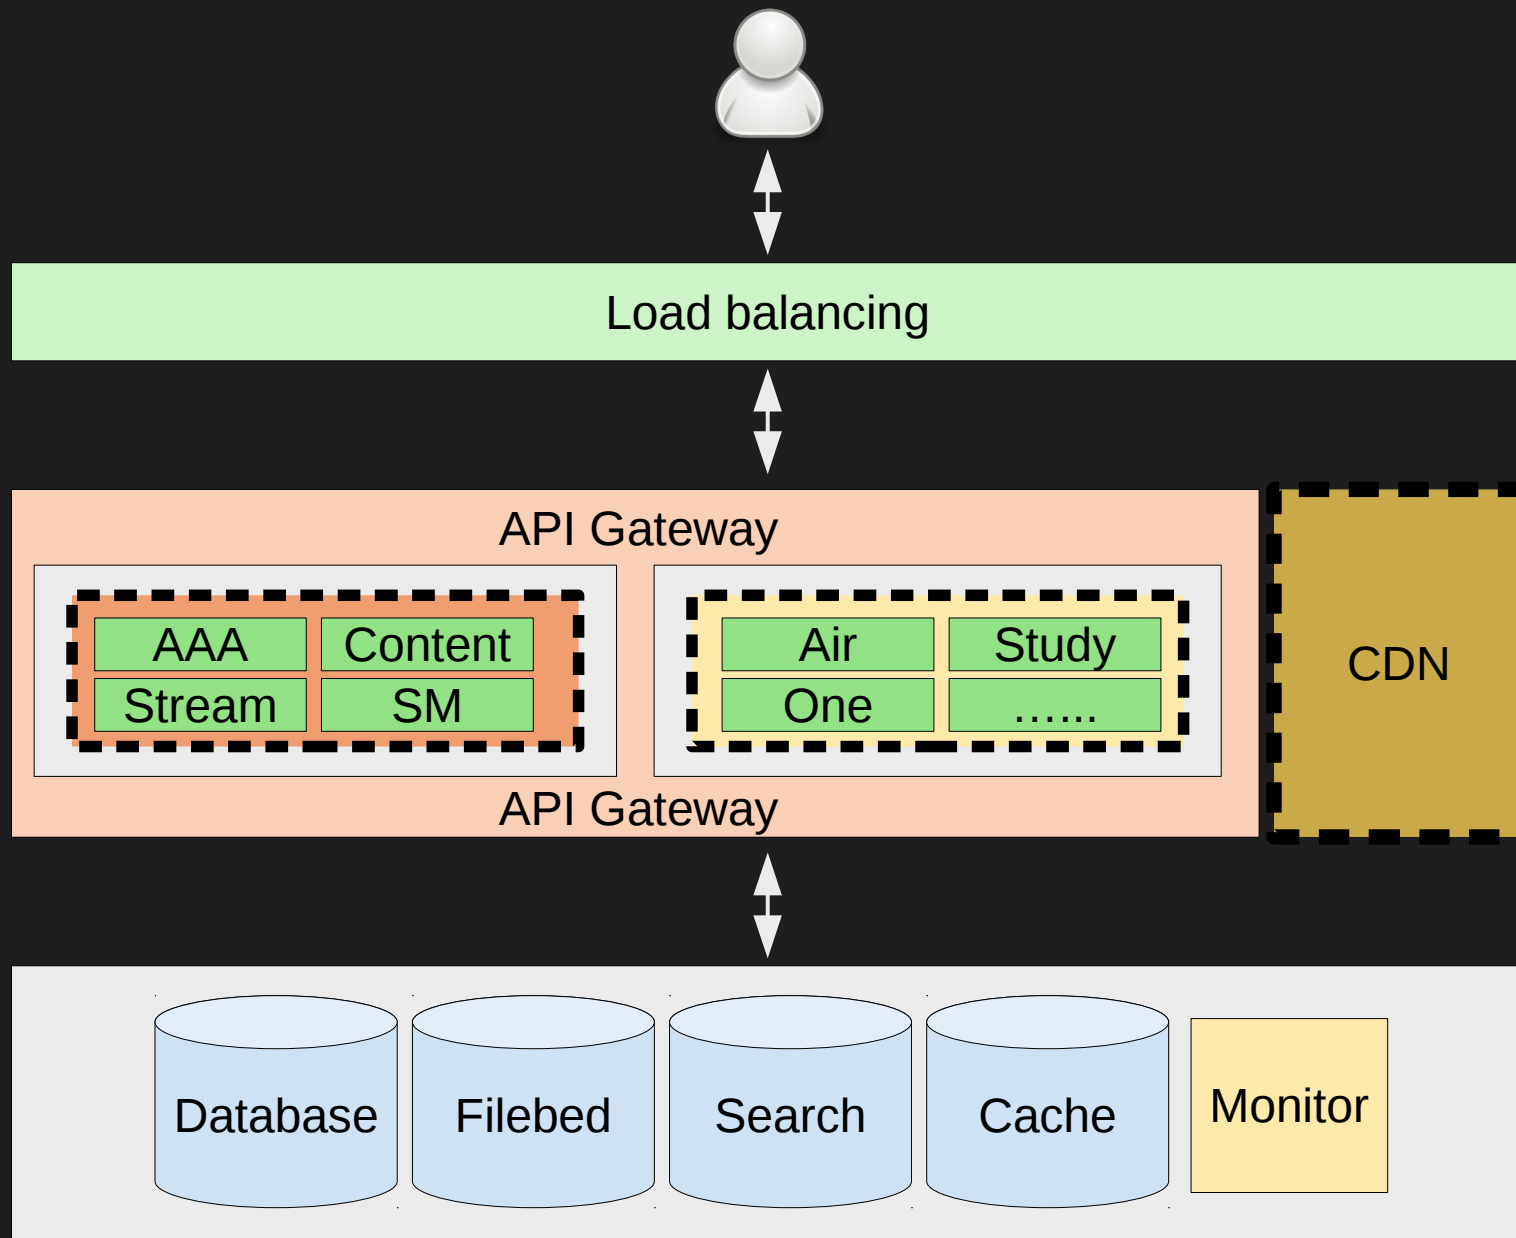 Load balancing
API Gateway
AAA Content
Stream SM
Air Study
One …...
API Gateway
CDN
Database Filebed Search Cache Monitor